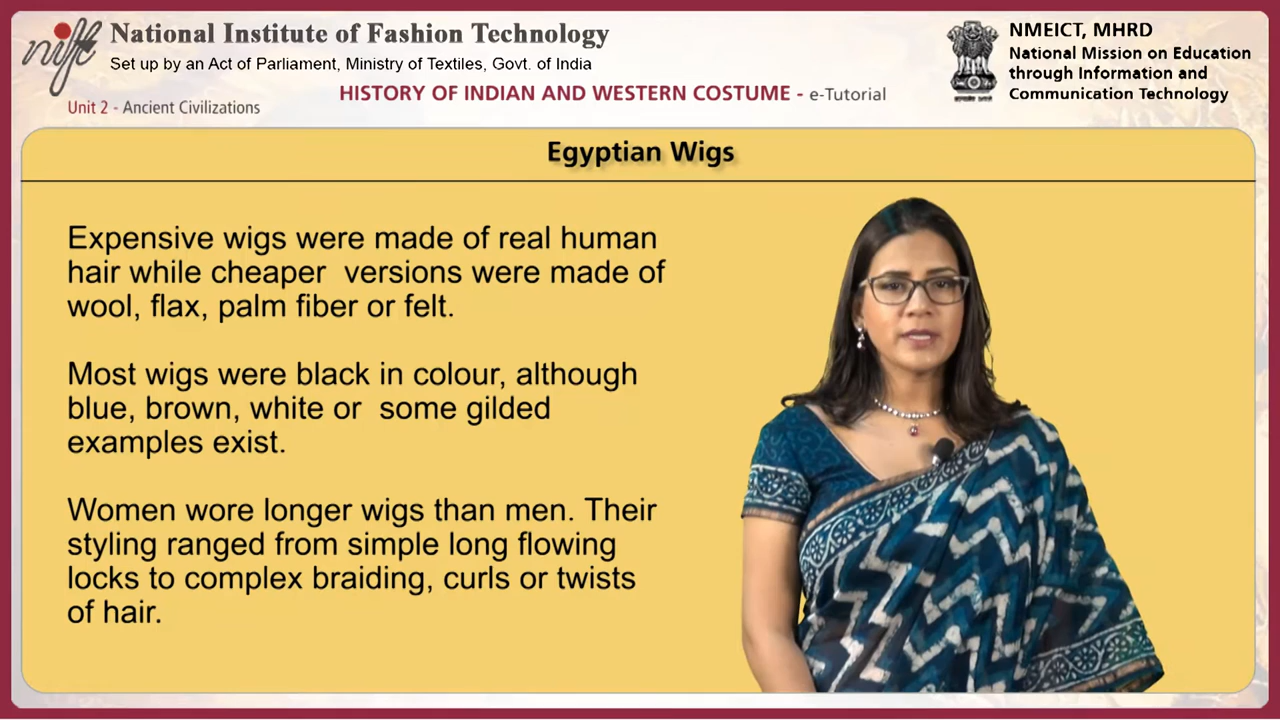 nift
National Institute of Fashion Technology
Set up by an Act of Parliament, Ministry of Textiles, Govt. of India
HISTORY OF INDIAN AND WESTERN COSTUME - e-Tutorial
Unit 2 - Ancient Civilizations
NMEICT, MHRD
National Mission on Education
through Information and
Communication Technology
Egyptian Wigs
Expensive wigs were made of real human
hair while cheaper versions were made of
wool, flax, palm fiber or felt.
Most wigs were black in colour, although
blue, brown, white or some gilded
examples exist.
Women wore longer wigs than men. Their
styling ranged from simple long flowing
locks to complex braiding, curls or twists
of hair.